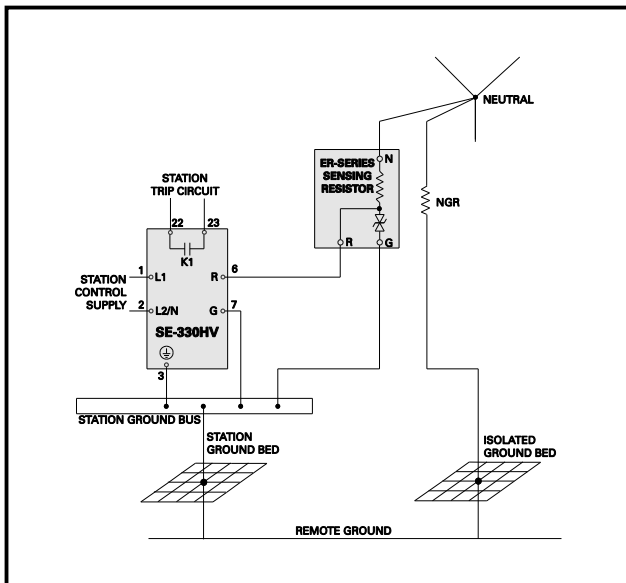 NEUTRAL
ER-SERIES
SENSING
RESISTOR
N
R
G
NGR
STATION
TRIP CIRCUIT
22
23
K1
1
L1
R
6
STATION
CONTROL
SUPPLY
2
L2/N
G
7
SE-330HV
3
STATION GROUND BUS
STATION
GROUND BED
ISOLATED
GROUND BED
REMOTE GROUND